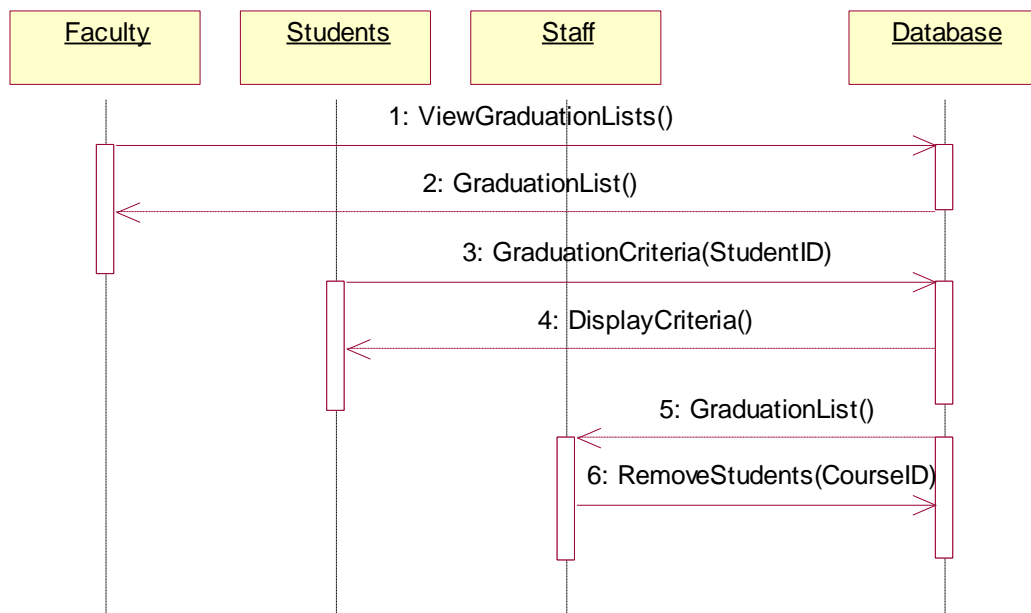 Faculty
Students
Staff
Database
1: ViewGraduationLists()
2: GraduationList()
3: GraduationCriteria(StudentID)
4: DisplayCriteria()
5: GraduationList()
6: RemoveStudents(CourseID)